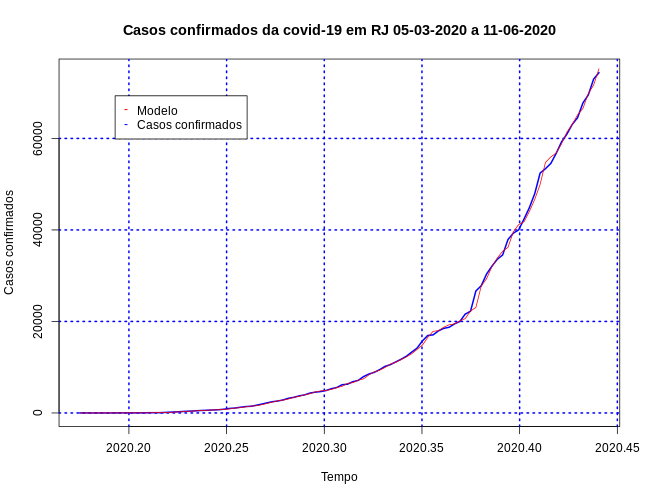 Casos confirmados da covid-19 em RJ 05-03-2020 a 11-06-2020
Modelo
Casos confirmados
Casos confirmados
60000
40000
20000
0
2020.20 2020.25 2020.30 2020.35 2020.40 2020.45
Tempo